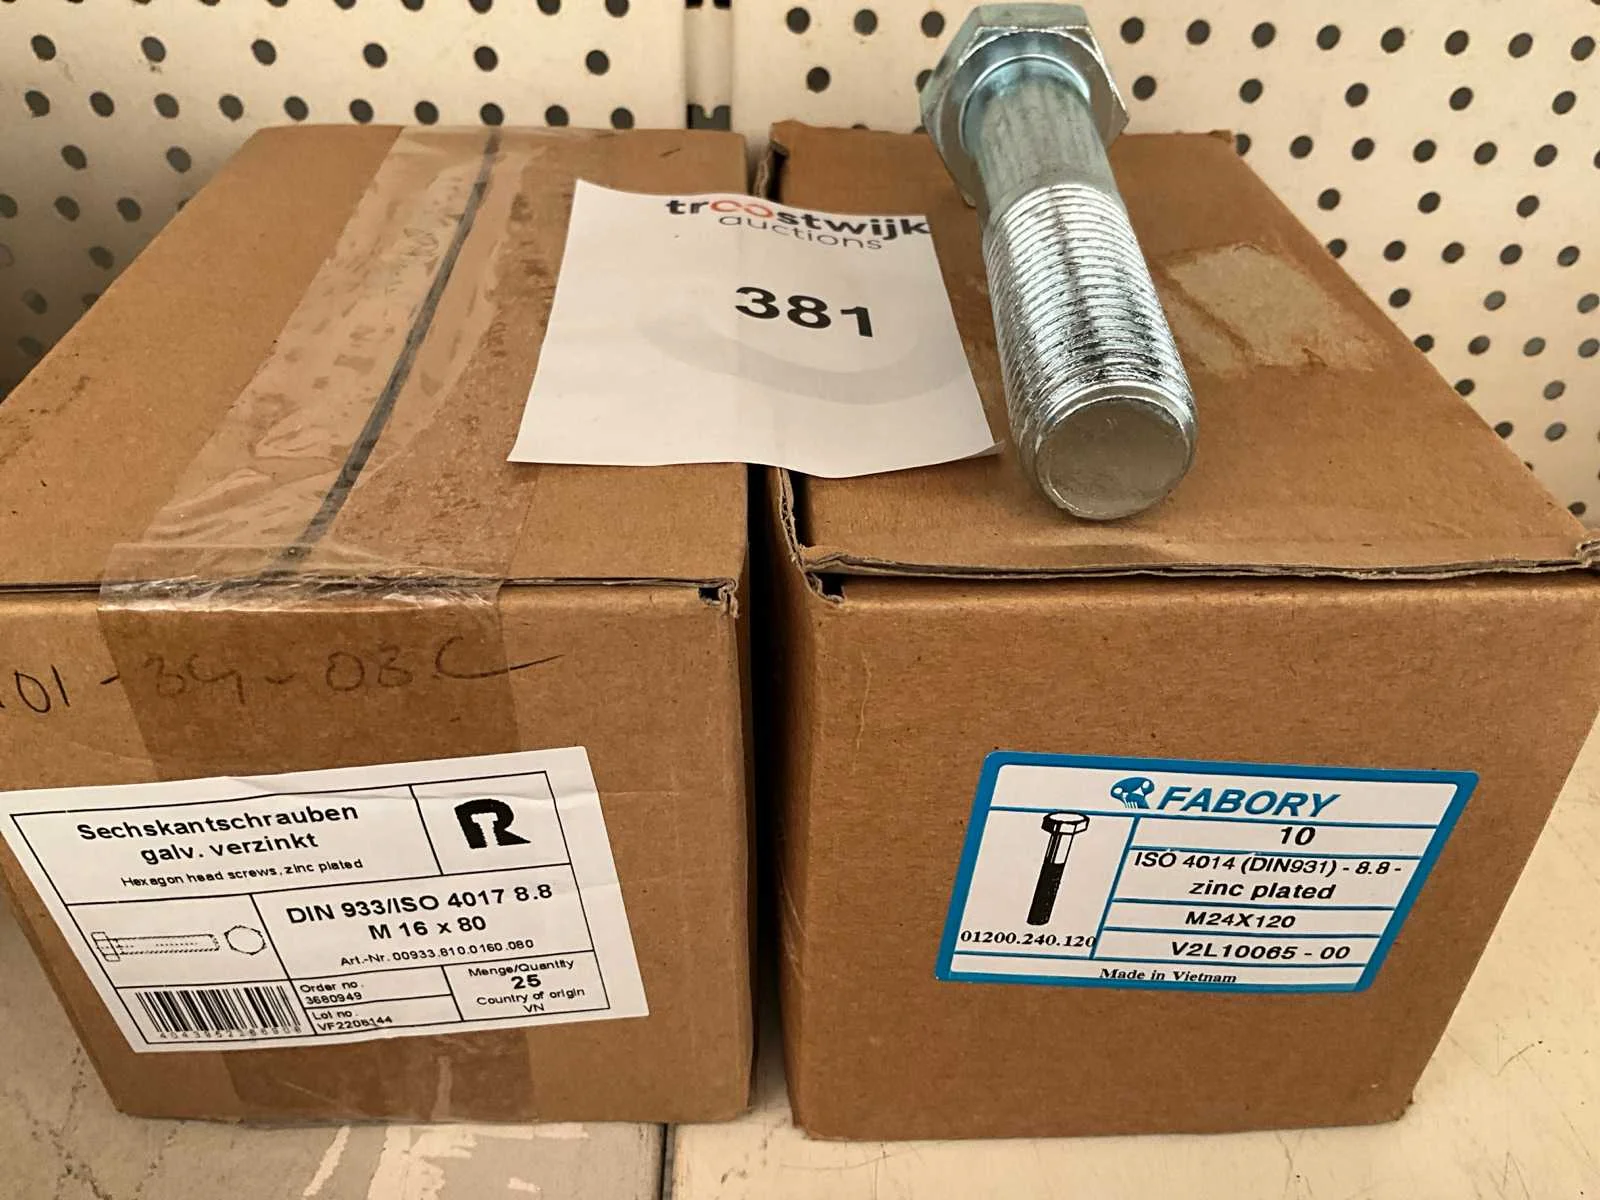 troostwijk
auctions
381
01-34-03C
Sechskantschrauben
galv. verzinkt
Hexagon head screws, zinc plated
R
DIN 933/ISO 4017 8.8
M 16 x 80
Art.-Nr. 00933.810.0160.080
Order no.
3680949
Lot no.
VF2205144
Menge/Quantity
25
Country of origin
VN
FABORY
10
ISO 4014 (DIN931) - 8.8 -
zinc plated
M24X120
V2L10065 - 00
01200.240.120
Made in Vietnam